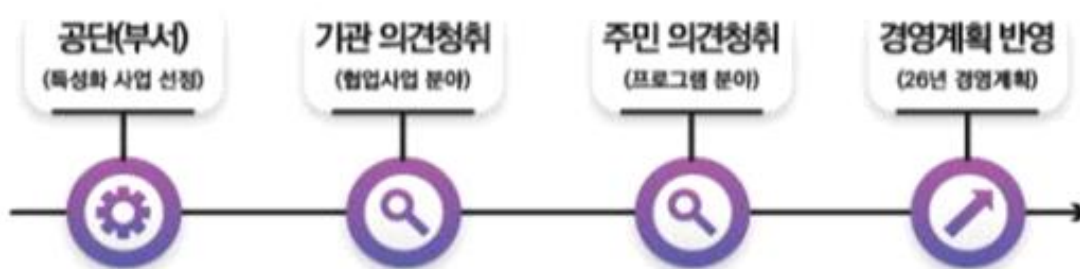 공단(부서)
(특성화 사업 선정)
기관 의견청취
(협업사업 분야)
주민 의견청취
(프로그램 분야)
경영계획 반영
(26년 경영계획)